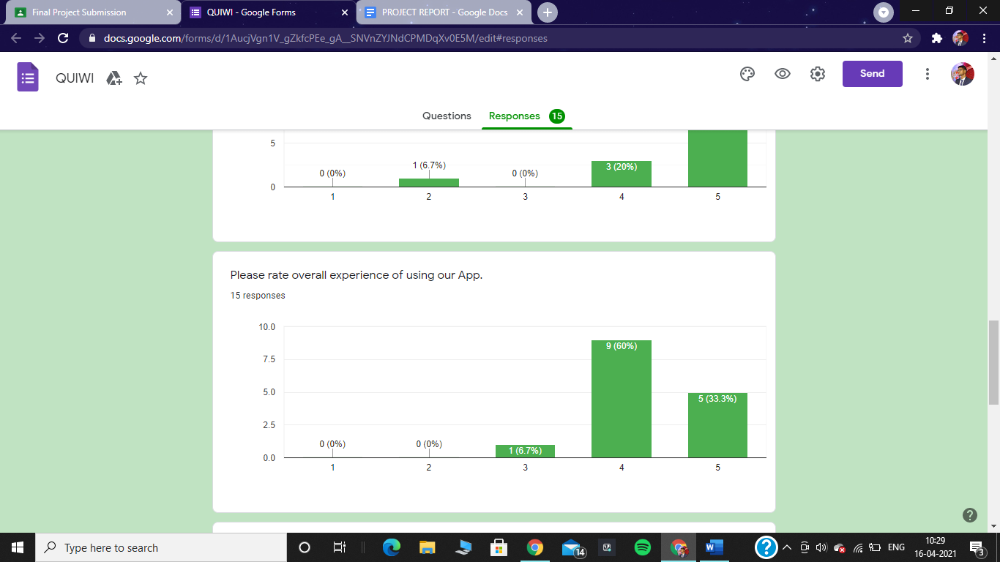 Final Project Submission
QUIWI - Google Forms
PROJECT REPORT - Google Docs
docs.google.com/forms/d/1AucjVgn1V_gZkfcPEe_gA__SNVnZYJNdCPMDqXv0E5M/edit#responses
QUIWI
Send
Questions
Responses 15
5
0
0 (0%)
1 (6.7%)
0 (0%)
3 (20%)
1 2 3 4 5
Please rate overall experience of using our App.
15 responses
10.0
7.5
5.0
2.5
0.0
0 (0%)
0 (0%)
1 (6.7%)
9 (60%)
5 (33.3%)
1 2 3 4 5
Type here to search
14
W
ENG
10:29
16-04-2021
3